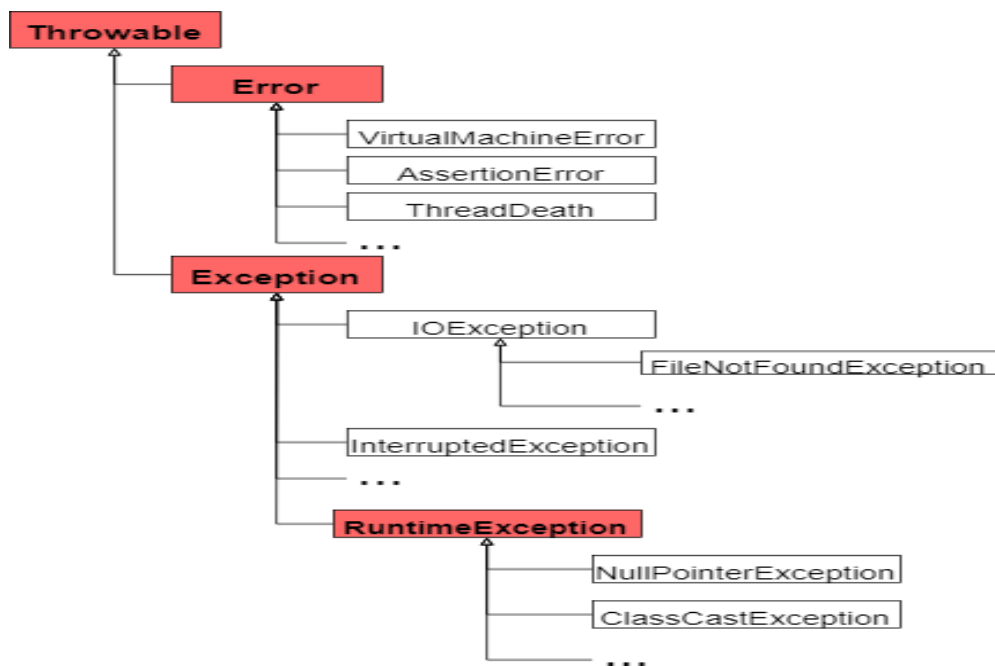 Throwable
Error
VirtualMachineError
AssertionError
ThreadDeath
...
Exception
IOException
FileNotFoundException
...
InterruptedException
...
RuntimeException
NullPointerException
ClassCastException
...